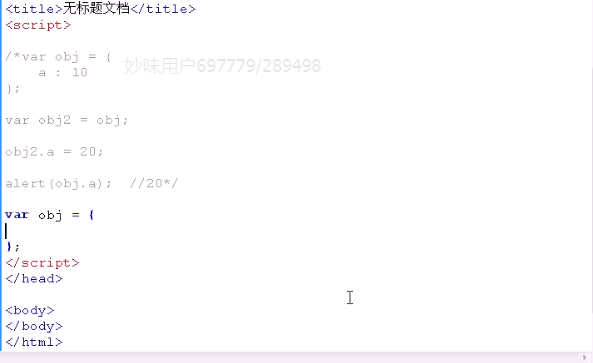 <title>无标题文档</title>
<script>
/*var obj = {
妙味用户697779/289498
a : 10
};
var obj2 = obj;
obj2.a = 20;
alert(obj.a);  //20*/
var obj = {
};
</script>
</head>
<body>
</body>
</html>